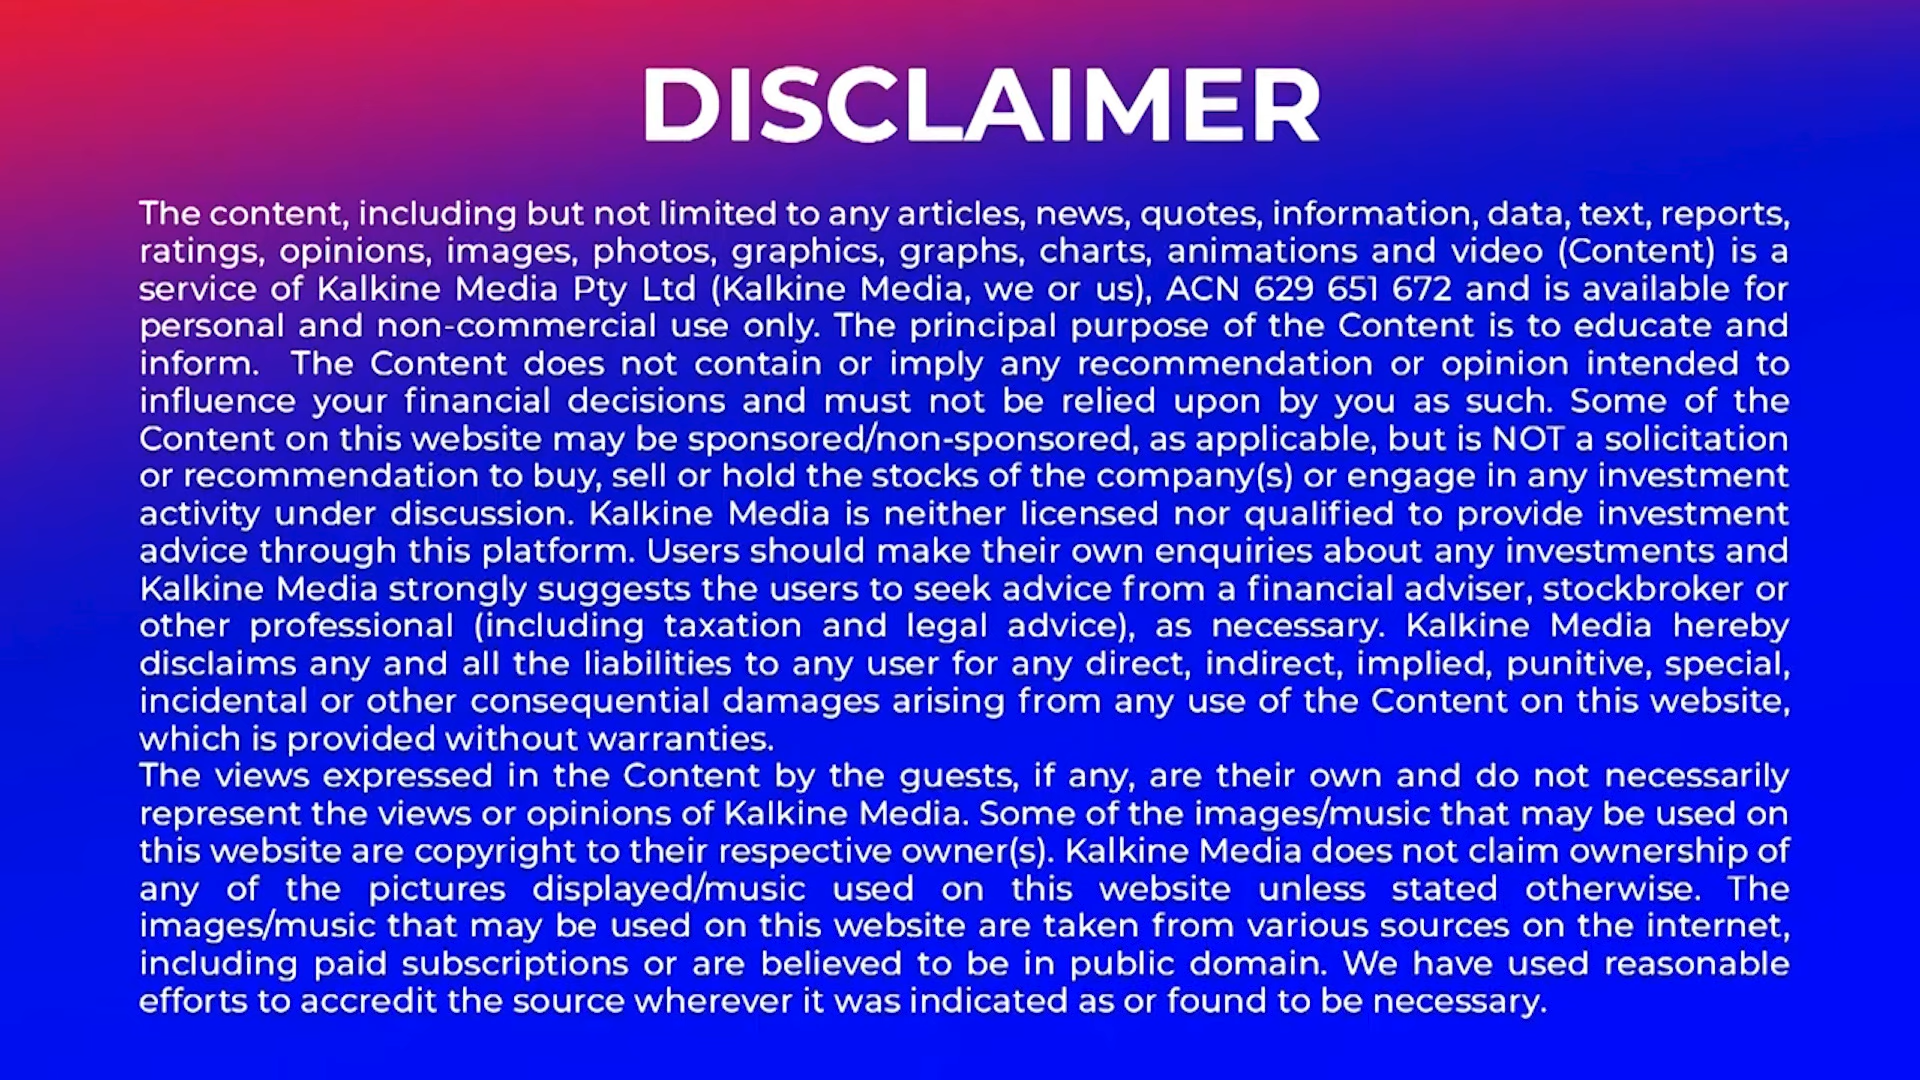 DISCLAIMER
The content, including but not limited to any articles, news, quotes, information, data, text, reports,
ratings, opinions, images, photos, graphics, graphs, charts, animations and video (Content) is a
service of Kalkine Media Pty Ltd (Kalkine Media, we or us), ACN 629 651 672 and is available for
personal and non-commercial use only. The principal purpose of the Content is to educate and
inform.  The Content does not contain or imply any recommendation or opinion intended to
influence your financial decisions and must not be relied upon by you as such. Some of the
Content on this website may be sponsored/non-sponsored, as applicable, but is NOT a solicitation
or recommendation to buy, sell or hold the stocks of the company(s) or engage in any investment
activity under discussion. Kalkine Media is neither licensed nor qualified to provide investment
advice through this platform. Users should make their own enquiries about any investments and
Kalkine Media strongly suggests the users to seek advice from a financial adviser, stockbroker or
other professional (including taxation and legal advice), as necessary. Kalkine Media hereby
disclaims any and all the liabilities to any user for any direct, indirect, implied, punitive, special,
incidental or other consequential damages arising from any use of the Content on this website,
which is provided without warranties.
The views expressed in the Content by the guests, if any, are their own and do not necessarily
represent the views or opinions of Kalkine Media. Some of the images/music that may be used on
this website are copyright to their respective owner(s). Kalkine Media does not claim ownership of
any of the pictures displayed/music used on this website unless stated otherwise. The
images/music that may be used on this website are taken from various sources on the internet,
including paid subscriptions or are believed to be in public domain. We have used reasonable
efforts to accredit the source wherever it was indicated as or found to be necessary.